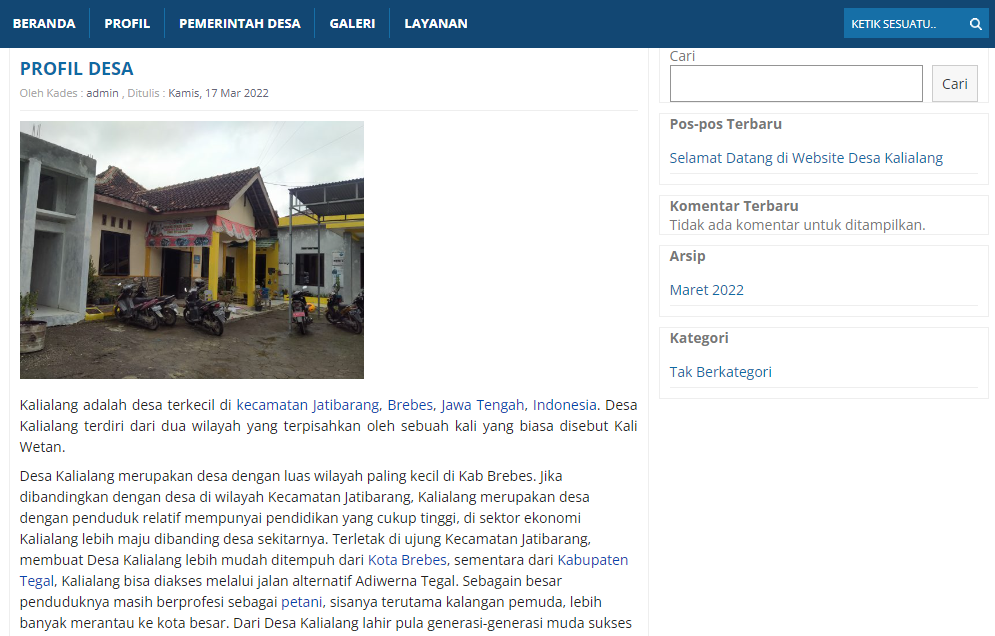 BERANDA PROFIL PEMERINTAH DESA GALERI LAYANAN KETIK SESUATU..
PROFIL DESA
Oleh Kades : admin , Ditulis : Kamis, 17 Mar 2022
Kalialang adalah desa terkecil di kecamatan Jatibarang, Brebes, Jawa Tengah, Indonesia. Desa
Kalialang terdiri dari dua wilayah yang terpisahkan oleh sebuah kali yang biasa disebut Kali
Wetan.
Desa Kalialang merupakan desa dengan luas wilayah paling kecil di Kab Brebes. Jika
dibandingkan dengan desa di wilayah Kecamatan Jatibarang, Kalialang merupakan desa
dengan penduduk relatif mempunyai pendidikan yang cukup tinggi, di sektor ekonomi
Kalialang lebih maju dibanding desa sekitarnya. Terletak di ujung Kecamatan Jatibarang,
membuat Desa Kalialang lebih mudah ditempuh dari Kota Brebes, sementara dari Kabupaten
Tegal, Kalialang bisa diakses melalui jalan alternatif Adiwerna Tegal. Sebagain besar
penduduknya masih berprofesi sebagai petani, sisanya terutama kalangan pemuda, lebih
banyak merantau ke kota besar. Dari Desa Kalialang lahir pula generasi-generasi muda sukses
Cari
Cari
Pos-pos Terbaru
Selamat Datang di Website Desa Kalialang
Komentar Terbaru
Tidak ada komentar untuk ditampilkan.
Arsip
Maret 2022
Kategori
Tak Berkategori